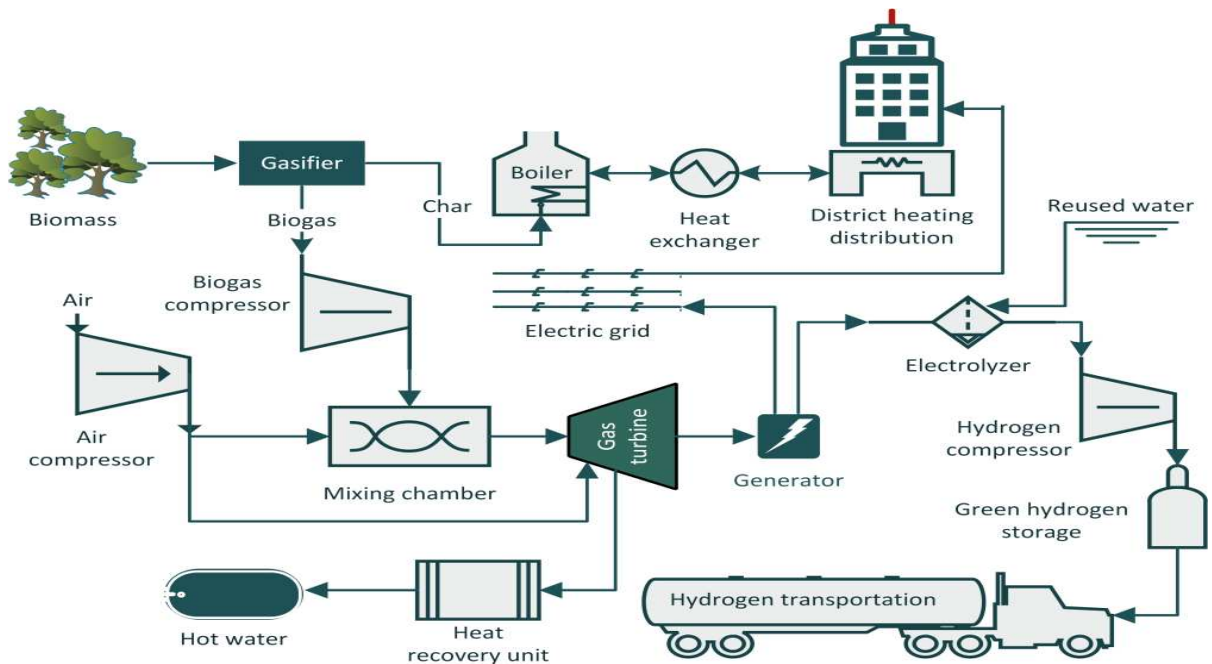 Biomass
Gasifier
Biogas
Char
Boiler
Heat
exchanger
District heating
distribution
Reused water
Air
Biogas
compressor
Electric grid
Electrolyzer
Air
compressor
Mixing chamber
Gas
turbine
Generator
Hydrogen
compressor
Green hydrogen
storage
Hot water
Heat
recovery unit
Hydrogen transportation